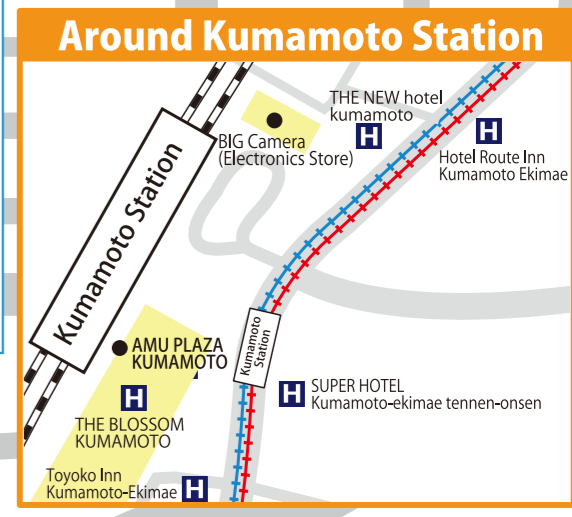 Around Kumamoto Station
THE NEW hotel
kumamoto
H
H
BIG Camera
(Electronics Store)
Hotel Route Inn
Kumamoto Ekimae
Kumamoto Station
Kumamoto
Station
AMU PLAZA
KUMAMOTO
H
SUPER HOTEL
Kumamoto-ekimae tennen-onsen
H
THE BLOSSOM
KUMAMOTO
Toyoko Inn
Kumamoto-Ekimae
H